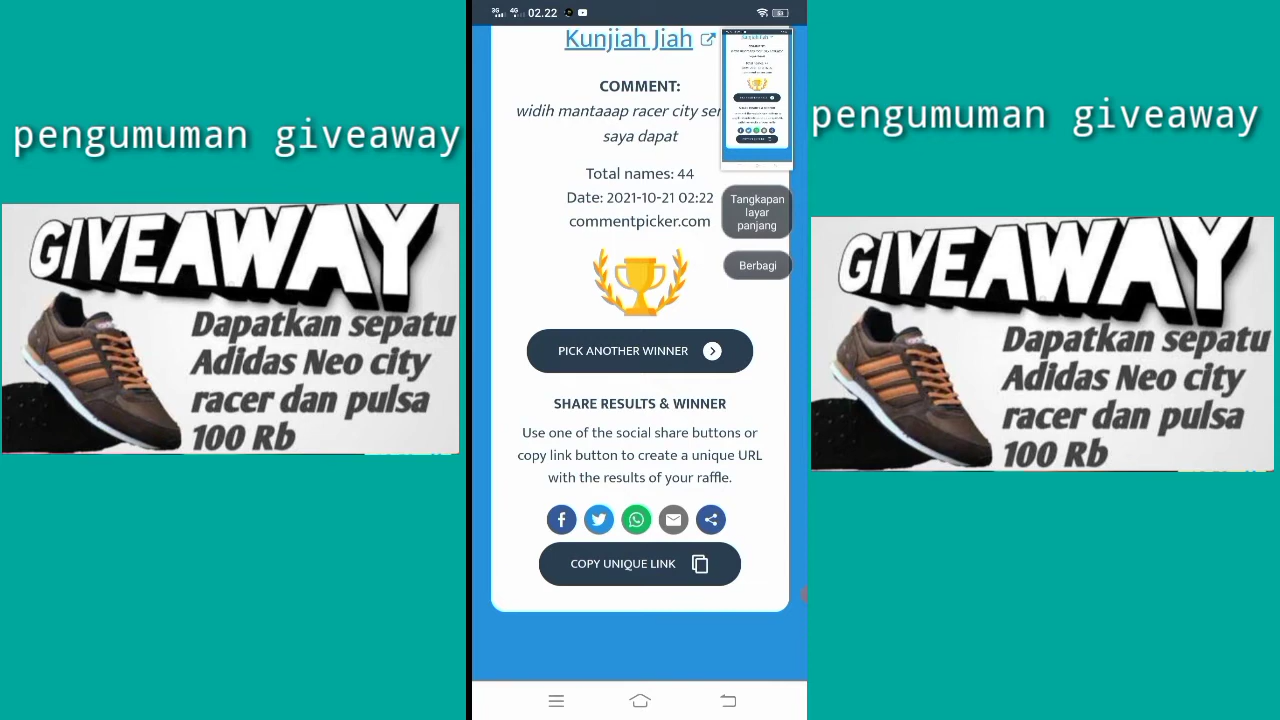 pengumuman giveaway
GIVEAWAY
Dapatkan sepatu
Adidas Neo city
racer dan pulsa
100 Rb
3G 4G 02.22
Kunjiah Jiah
COMMENT:
widih mantaaap racer city
saya dapat
Total names: 44
Date: 2021-10-21 02:22
commentpicker.com
PICK ANOTHER WINNER
SHARE RESULTS & WINNER
Use one of the social share buttons or
copy link button to create a unique URL
with the results of your raffle.
COPY UNIQUE LINK
Tangkapan
layar
panjang
Berbagi
pengumuman giveaway
GIVEAWAY
Dapatkan sepatu
Adidas Neo city
racer dan pulsa
100 Rb